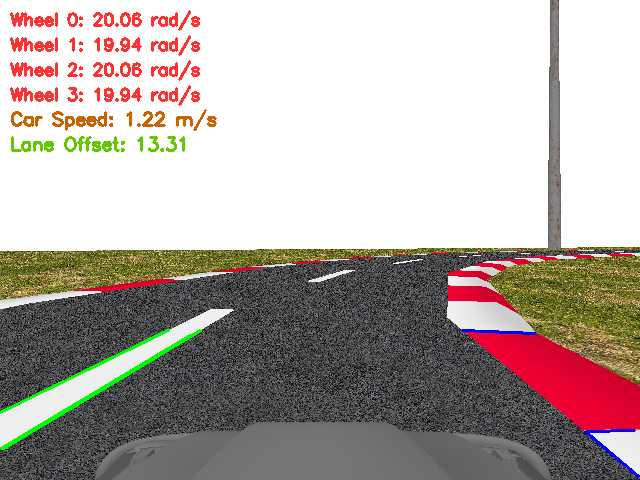 Wheel 0: 20.06 rad/s
Wheel 1: 19.94 rad/s
Wheel 2: 20.06 rad/s
Wheel 3: 19.94 rad/s
Car Speed: 1.22 m/s
Lane Offset: 13.31